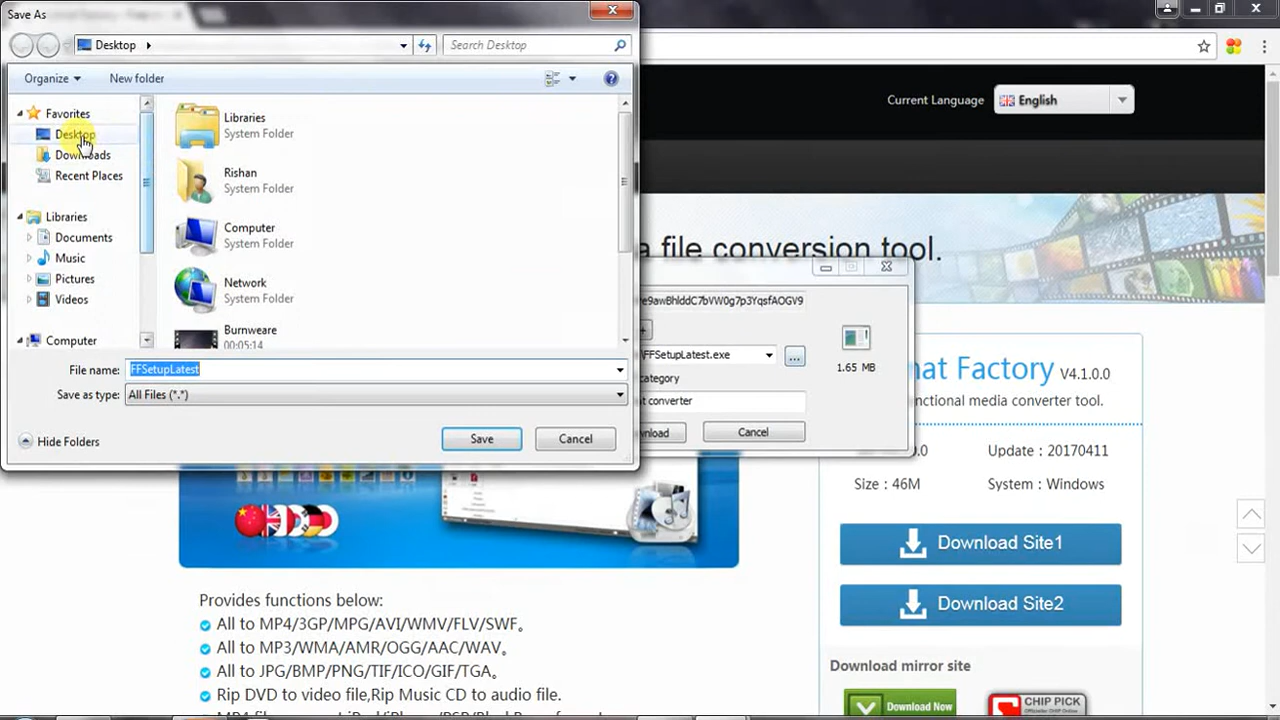 Save As
Desktop
Search Desktop
Organize
New folder
Favorites
Desktop
Downloads
Recent Places
Libraries
Documents
Music
Pictures
Videos
Computer
Libraries
System Folder
Rishan
System Folder
Computer
System Folder
Network
System Folder
Burnweare
00:05:14
File name:
FFSetupLatest
Save as type:
All Files (*.*)
Hide Folders
Save
Cancel
Current Language
English
a file conversion tool.
e9awBhlddC7bVW0g7p3YqsfAOGV9
\FFSetupLatest.exe
...
1.65 MB
category
t converter
nload
Cancel
mat Factory V4.1.0.0
nctional media converter tool.
.0
Update : 20170411
Size : 46M
System : Windows
Download Site1
Download Site2
Download mirror site
Download Now
CHIP PICK
Provides functions below:
All to MP4/3GP/MPG/AVI/WMV/FLV/SWF。
All to MP3/WMA/AMR/OGG/AAC/WAV。
All to JPG/BMP/PNG/TIF/ICO/GIF/TGA。
Rip DVD to video file,Rip Music CD to audio file.